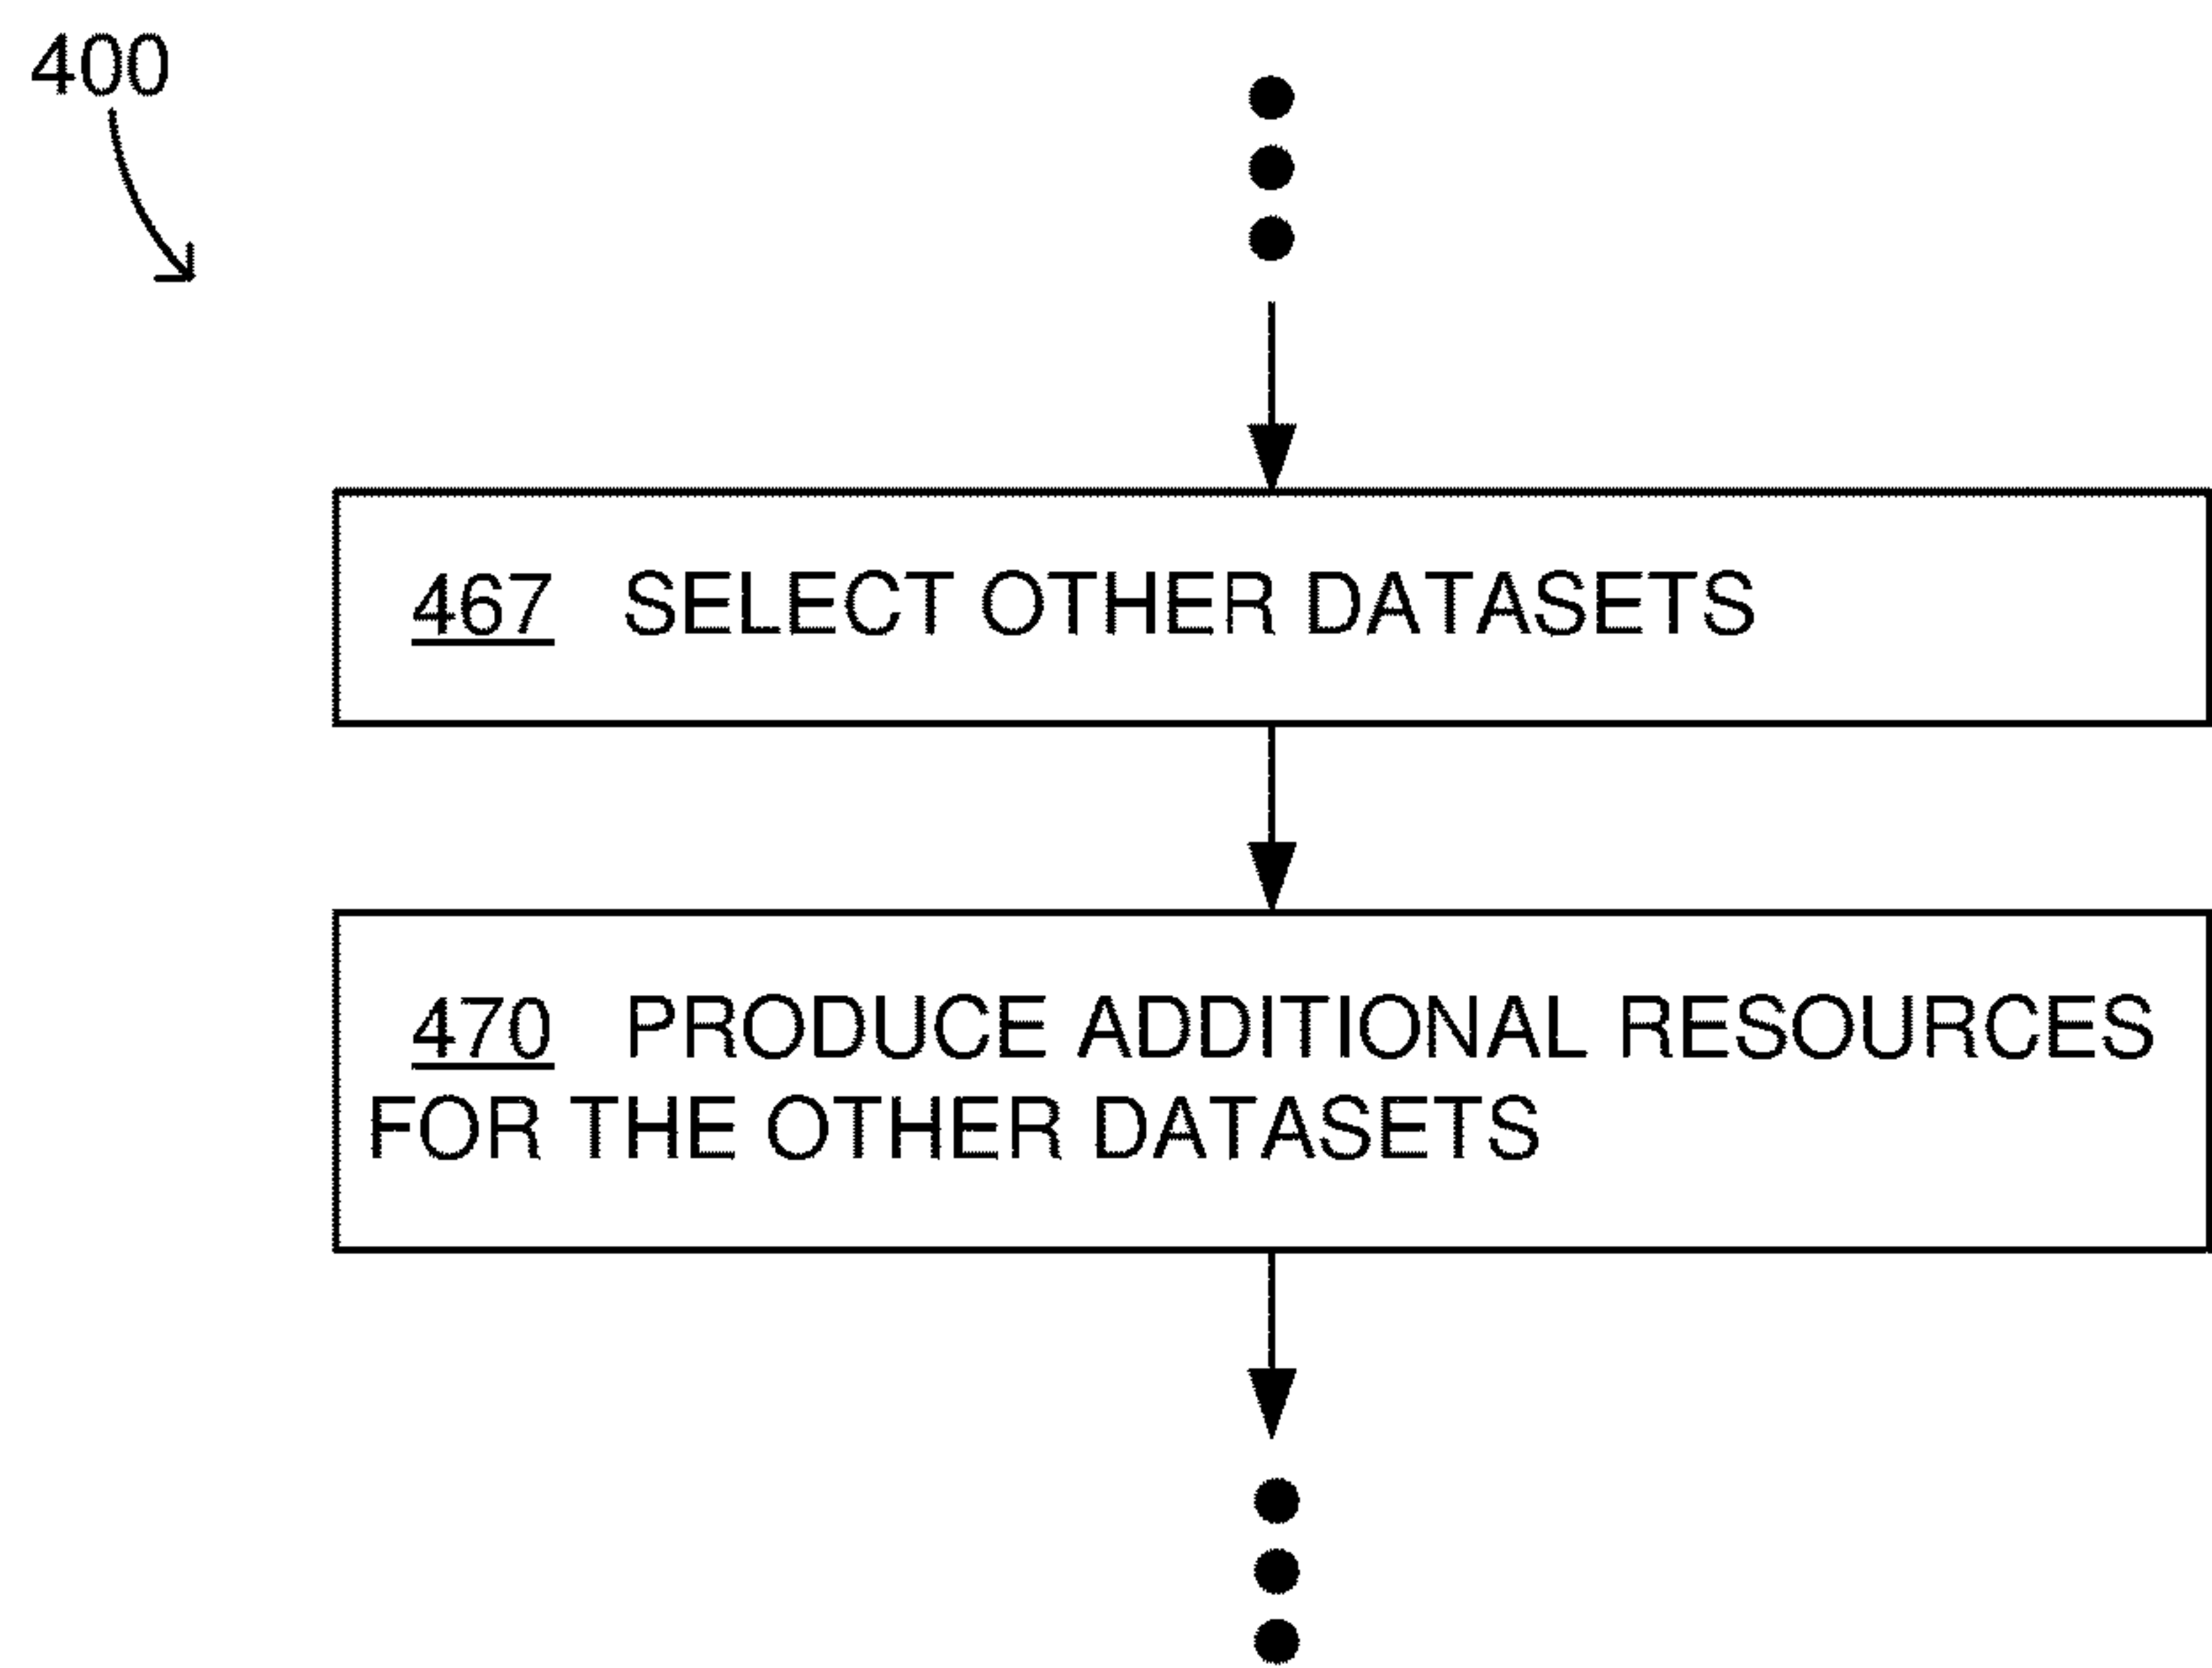 400
467 SELECT OTHER DATASETS
470 PRODUCE ADDITIONAL RESOURCES
FOR THE OTHER DATASETS